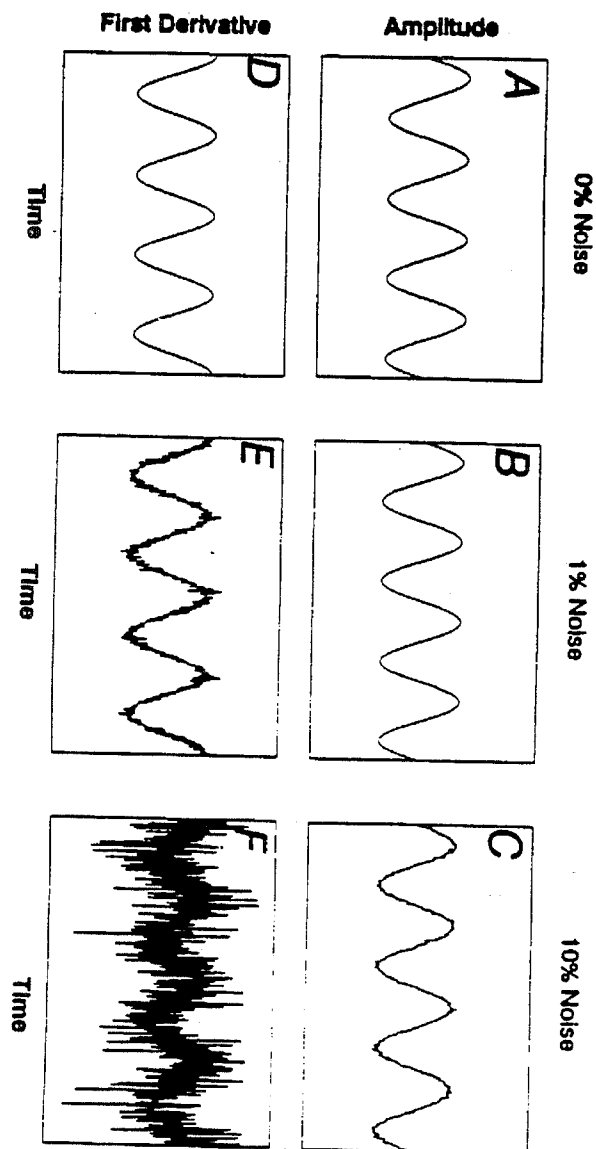 0% Noise
1% Noise
10% Noise
Amplitude
A
B
C
First Derivative
D
E
F
Time
Time
Time